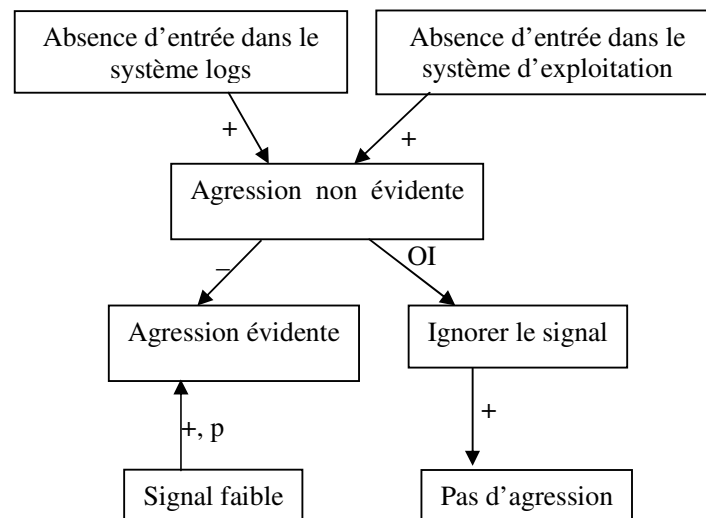 Absence d'entrée dans le
système logs
Absence d'entrée dans le
système d'exploitation
+
+
Agression non évidente
–
OI
Agression évidente
Ignorer le signal
+, p
+
Signal faible
Pas d'agression